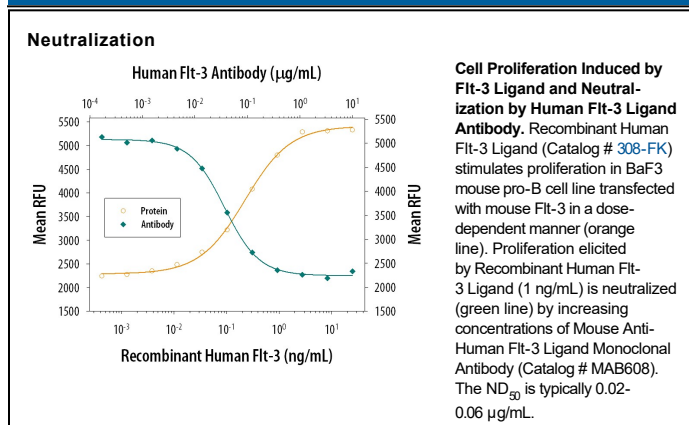 Neutralization
Human Flt-3 Antibody (µg/mL)
10-4 10-3 10-2 10-1 100 101
5500 5500
5000 5000
4500 4500
4000 4000
3500 3500
3000 3000
2500 2500
2000 2000
1500 1500
Mean RFU
Mean RFU
Protein
Antibody
10-3 10-2 10-1 100 101
Recombinant Human Flt-3 (ng/mL)
Cell Proliferation Induced by
Flt-3 Ligand and Neutral-
ization by Human Flt-3 Ligand
Antibody. Recombinant Human
Flt-3 Ligand (Catalog # 308-FK)
stimulates proliferation in BaF3
mouse pro-B cell line transfected
with mouse Flt-3 in a dose-
dependent manner (orange
line). Proliferation elicited
by Recombinant Human Flt-
3 Ligand (1 ng/mL) is neutralized
(green line) by increasing
concentrations of Mouse Anti-
Human Flt-3 Ligand Monoclonal
Antibody (Catalog # MAB608).
The ND50 is typically 0.02-
0.06 µg/mL.